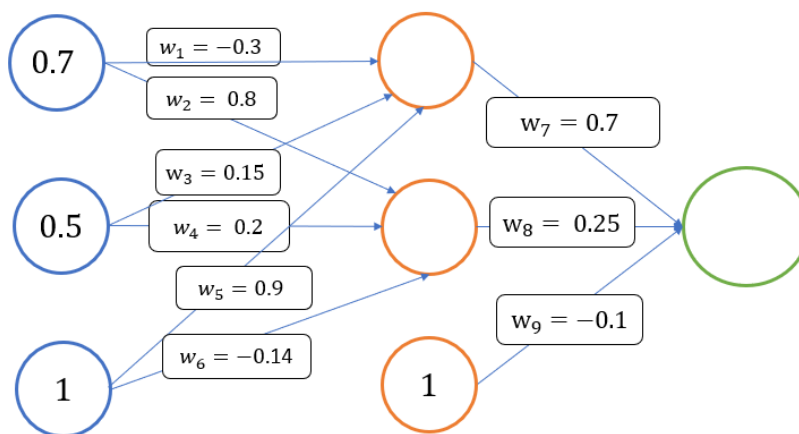 0.7
w₁ = −0.3
w₂ = 0.8
w₇ = 0.7
w₃ = 0.15
0.5
w₄ = 0.2
w₈ = 0.25
w₅ = 0.9
w₉ = −0.1
w₆ = −0.14
1
1